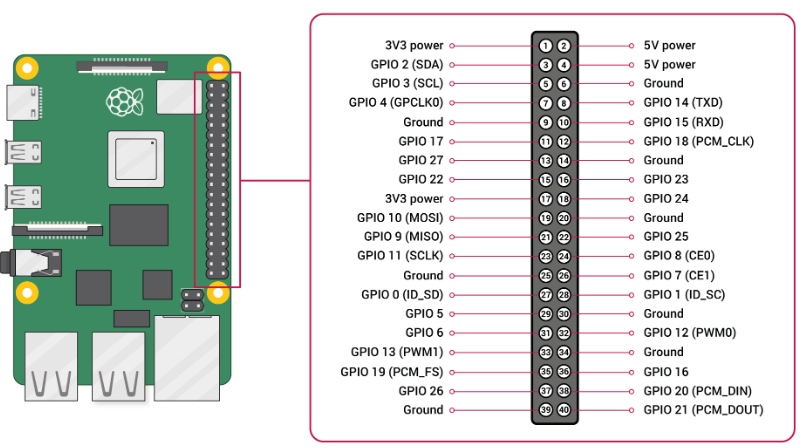 3V3 power 1 2 5V power
GPIO 2 (SDA) 3 4 5V power
GPIO 3 (SCL) 5 6 Ground
GPIO 4 (GPCLK0) 7 8 GPIO 14 (TXD)
Ground 9 10 GPIO 15 (RXD)
GPIO 17 11 12 GPIO 18 (PCM_CLK)
GPIO 27 13 14 Ground
GPIO 22 15 16 GPIO 23
3V3 power 17 18 GPIO 24
GPIO 10 (MOSI) 19 20 Ground
GPIO 9 (MISO) 21 22 GPIO 25
GPIO 11 (SCLK) 23 24 GPIO 8 (CE0)
Ground 25 26 GPIO 7 (CE1)
GPIO 0 (ID_SD) 27 28 GPIO 1 (ID_SC)
GPIO 5 29 30 Ground
GPIO 6 31 32 GPIO 12 (PWM0)
GPIO 13 (PWM1) 33 34 Ground
GPIO 19 (PCM_FS) 35 36 GPIO 16
GPIO 26 37 38 GPIO 20 (PCM_DIN)
Ground 39 40 GPIO 21 (PCM_DOUT)